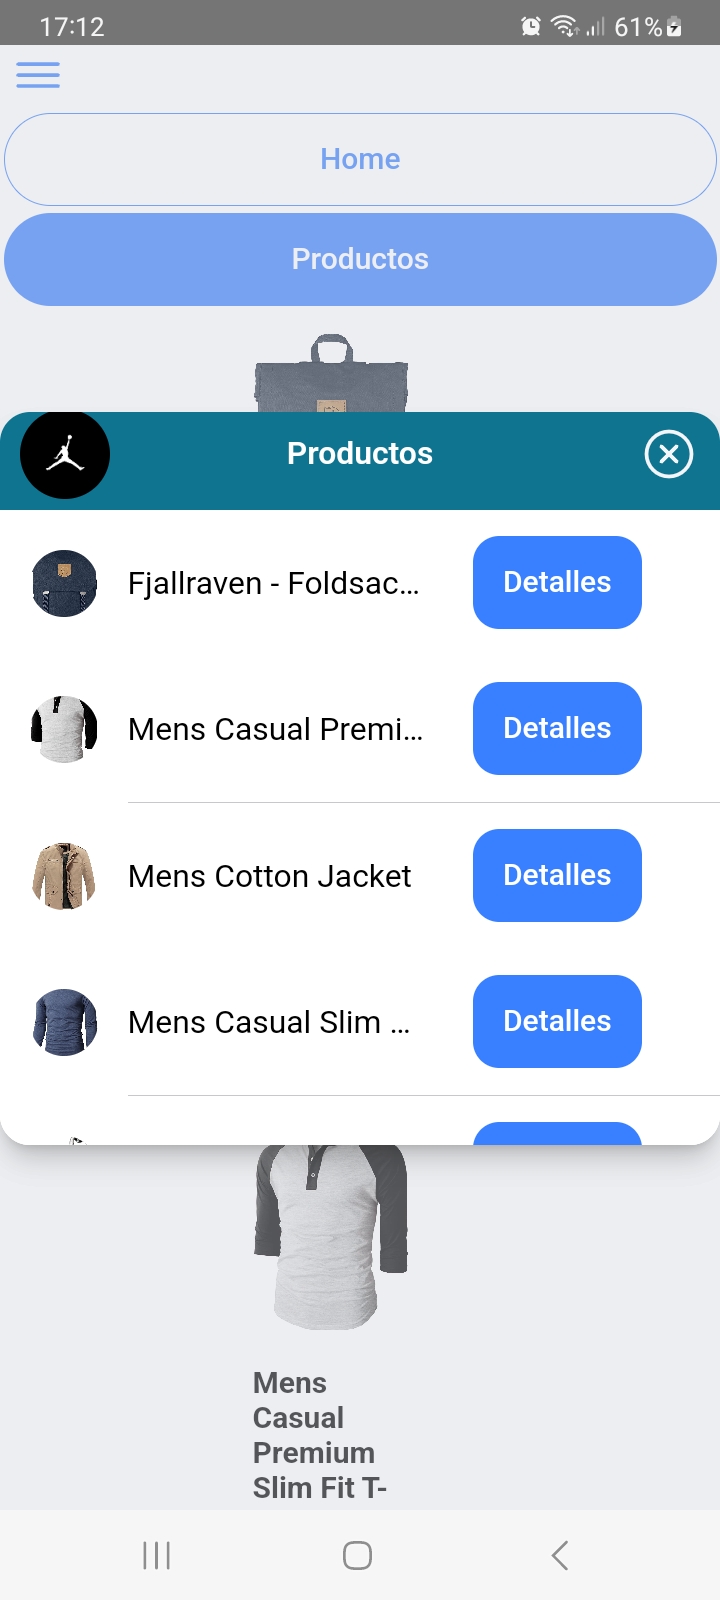 17:12
61%
Home
Productos
Productos
Fjallraven - Foldsac...
Detalles
Mens Casual Premi...
Detalles
Mens Cotton Jacket
Detalles
Mens Casual Slim ...
Detalles
Mens
Casual
Premium
Slim Fit T-